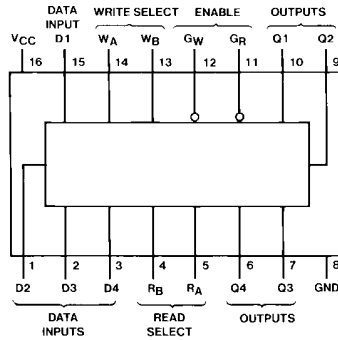 DATA WRITE SELECT ENABLE OUTPUTS
INPUT
VCC D1 WA WB GW GR Q1 Q2
16 15 14 13 12 11 10 9
1 2 3 4 5 6 7 8
D2 D3 D4 RB RA Q4 Q3 GND
DATA READ OUTPUTS
INPUTS SELECT